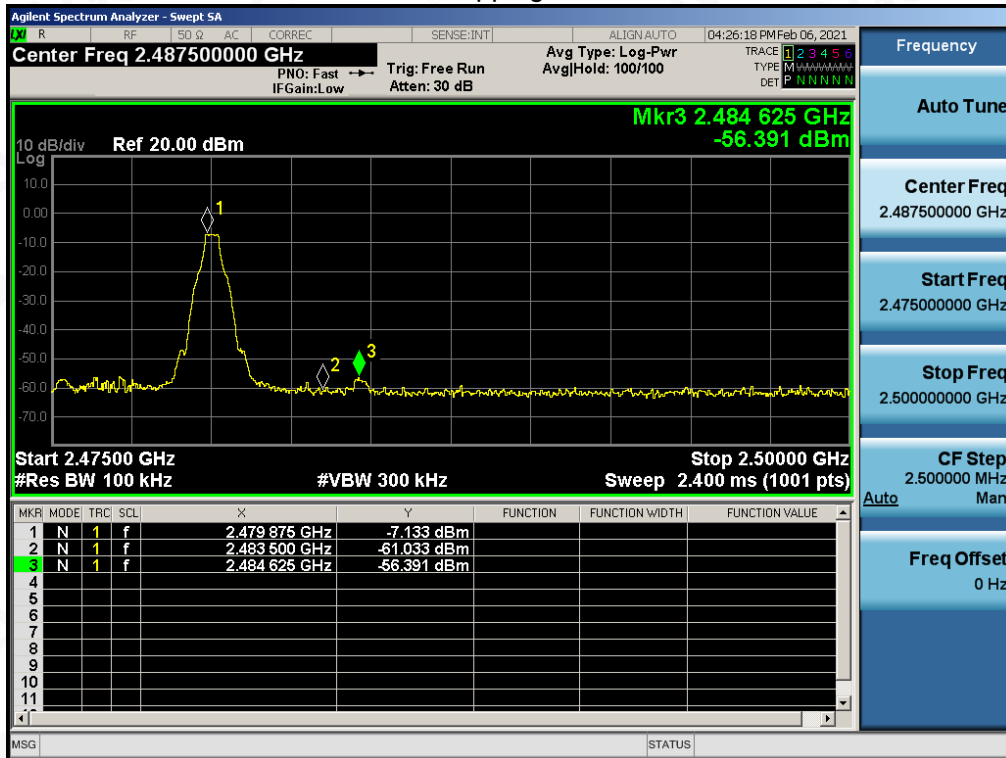 Agilent Spectrum Analyzer - Swept SA
LXI R RF 50 Ω AC CORREC SENSE:INT ALIGN AUTO 04:26:18 PM Feb 06, 2021
Center Freq 2.487500000 GHz
PNO: Fast
IFGain:Low
Trig: Free Run
Atten: 30 dB
Avg Type: Log-Pwr
Avg|Hold: 100/100
TRACE 1 2 3 4 5 6
TYPE M WWWWW
DET P N N N N N
Mkr3 2.484 625 GHz
-56.391 dBm
10 dB/div Ref 20.00 dBm
Log
10.0
0.00
-10.0
-20.0
-30.0
-40.0
-50.0
-60.0
-70.0
1
2
3
Start 2.47500 GHz Stop 2.50000 GHz
#Res BW 100 kHz #VBW 300 kHz Sweep 2.400 ms (1001 pts)
MKR MODE TRC SCL X Y FUNCTION FUNCTION WIDTH FUNCTION VALUE
1 N 1 f 2.479 875 GHz -7.133 dBm
2 N 1 f 2.483 500 GHz -61.033 dBm
3 N 1 f 2.484 625 GHz -56.391 dBm
4
5
6
7
8
9
10
11
MSG STATUS
Frequency
Auto Tune
Center Freq
2.487500000 GHz
Start Freq
2.475000000 GHz
Stop Freq
2.500000000 GHz
CF Step
2.500000 MHz
Auto Man
Freq Offset
0 Hz